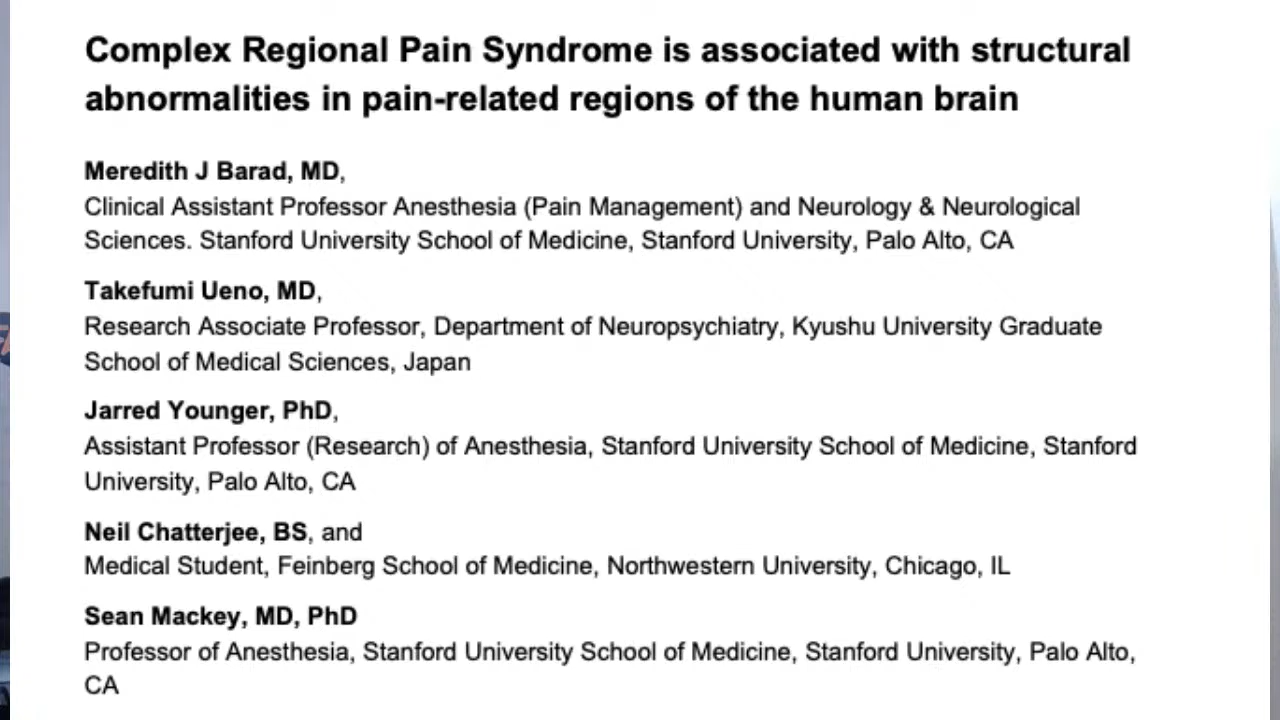 Complex Regional Pain Syndrome is associated with structural
abnormalities in pain-related regions of the human brain
Meredith J Barad, MD,
Clinical Assistant Professor Anesthesia (Pain Management) and Neurology & Neurological
Sciences. Stanford University School of Medicine, Stanford University, Palo Alto, CA
Takefumi Ueno, MD,
Research Associate Professor, Department of Neuropsychiatry, Kyushu University Graduate
School of Medical Sciences, Japan
Jarred Younger, PhD,
Assistant Professor (Research) of Anesthesia, Stanford University School of Medicine, Stanford
University, Palo Alto, CA
Neil Chatterjee, BS, and
Medical Student, Feinberg School of Medicine, Northwestern University, Chicago, IL
Sean Mackey, MD, PhD
Professor of Anesthesia, Stanford University School of Medicine, Stanford University, Palo Alto,
CA